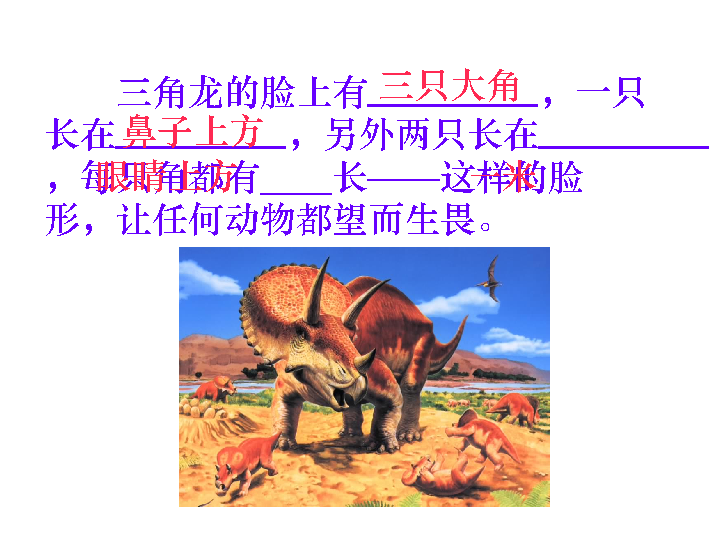 三角龙的脸上有三只大角，一只
长在鼻子上方，另外两只长在
眼睛上方，每只角都有一米长——这样的脸
形，让任何动物都望而生畏。